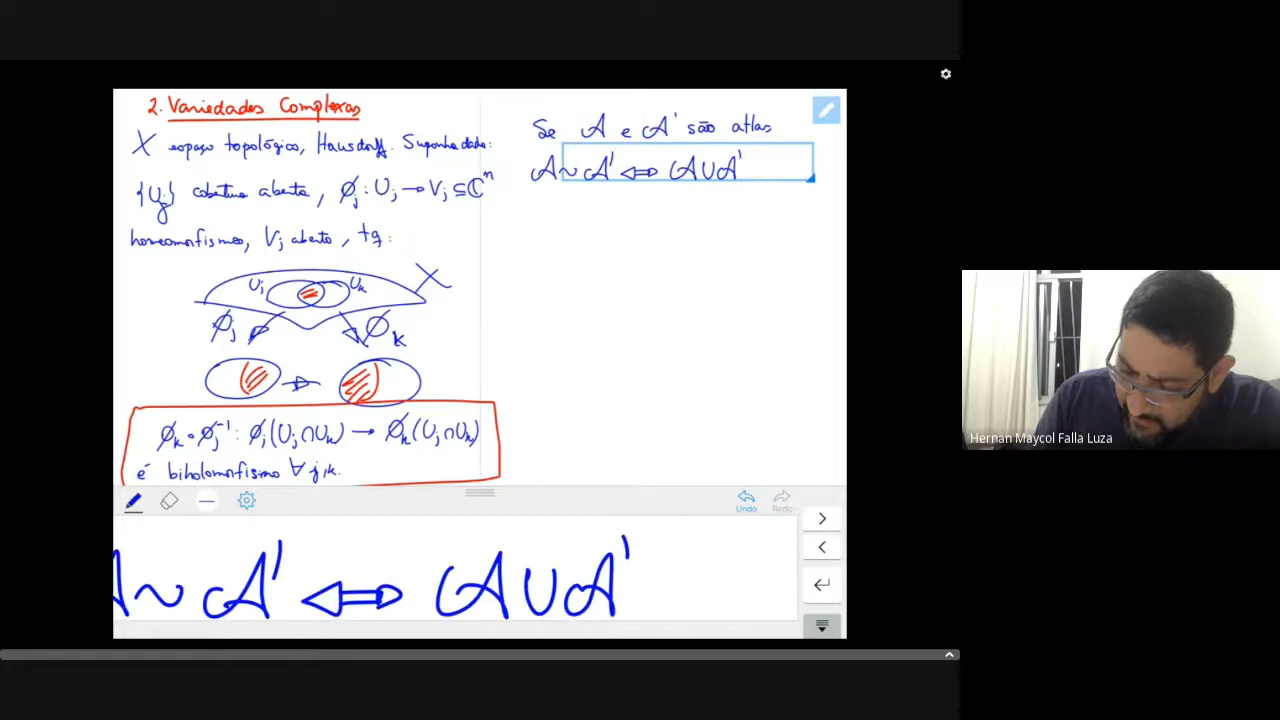 2. Variedades Complexas
X espaço topológico, Hausdorff. Suponha dado:
{Uj} cobertura aberta, ϕj : Uj → Vj ⊆ ℂⁿ
homeomorfismos, Vj aberto, tq:
X
Uj Uk
ϕj ϕk
ϕk ∘ ϕj⁻¹ : ϕj(Uj ∩ Uk) → ϕk(Uj ∩ Uk)
é biholomorfismo ∀ j,k.
Se A e A' são atlas
A ~ A' ⇔ A ∪ A'
Undo Redo
A ~ A' ⇔ A ∪ A'
Hernan Maycol Falla Luza